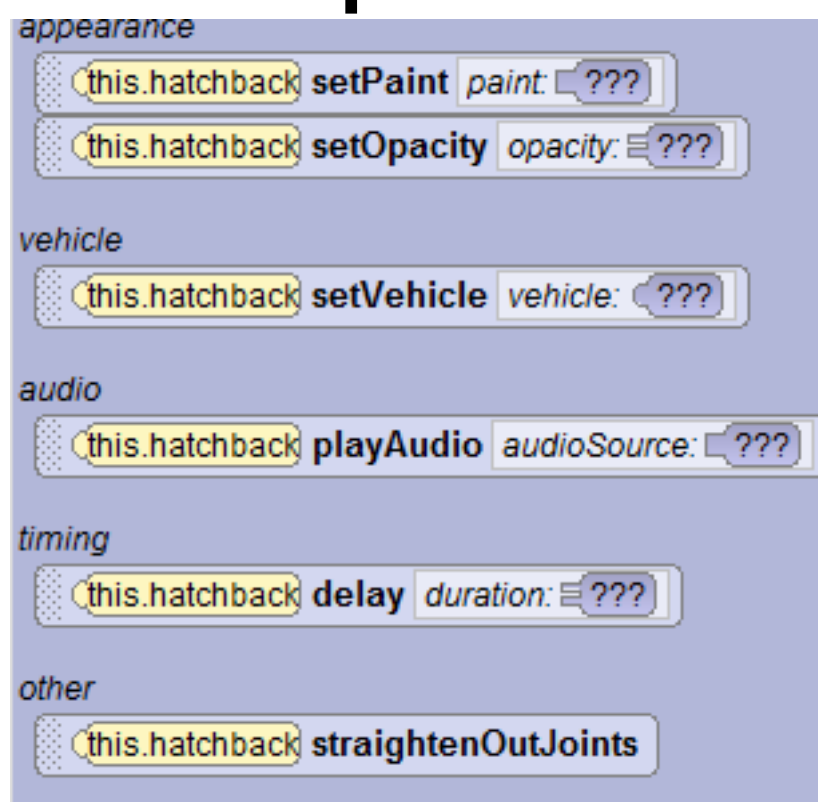 appearance
this.hatchback setPaint paint: ???
this.hatchback setOpacity opacity: ???
vehicle
this.hatchback setVehicle vehicle: ???
audio
this.hatchback playAudio audioSource: ???
timing
this.hatchback delay duration: ???
other
this.hatchback straightenOutJoints